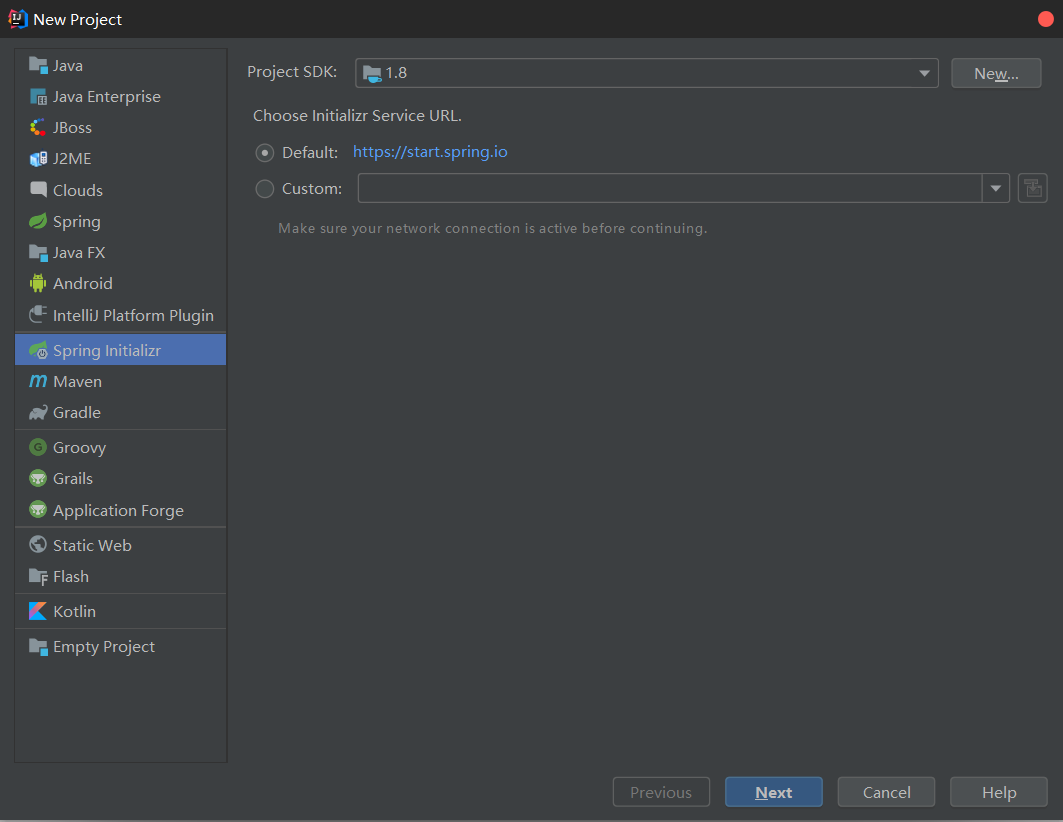 New Project
Java
Java Enterprise
JBoss
J2ME
Clouds
Spring
Java FX
Android
IntelliJ Platform Plugin
Spring Initializr
Maven
Gradle
Groovy
Grails
Application Forge
Static Web
Flash
Kotlin
Empty Project
Project SDK: 1.8 New...
Choose Initializr Service URL.
Default: https://start.spring.io
Custom:
Make sure your network connection is active before continuing.
Previous Next Cancel Help